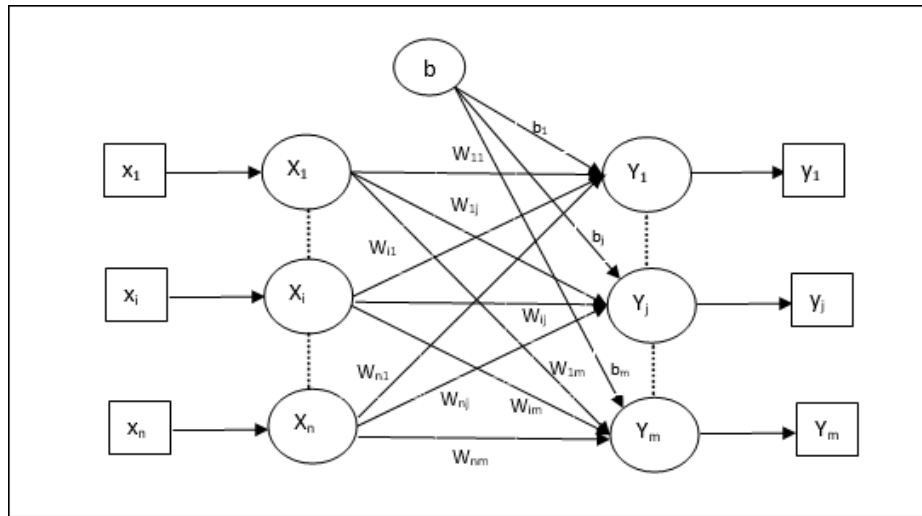 b
b₁
x₁ X₁ W₁₁ Y₁ y₁
W₁ⱼ
Wᵢ₁ bⱼ
xᵢ Xᵢ Wᵢⱼ Yⱼ yⱼ
Wₙ₁ W₁ₘ bₘ
Wₙⱼ Wᵢₘ
xₙ Xₙ Yₘ Yₘ
Wₙₘ